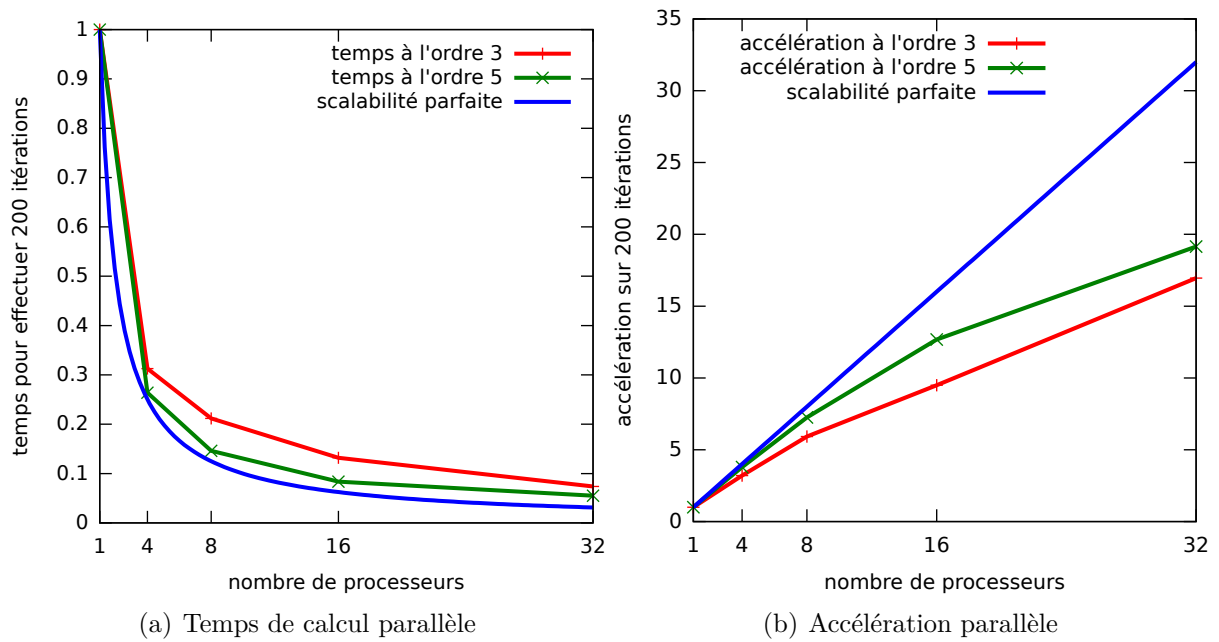 1
0.9
0.8
0.7
0.6
0.5
0.4
0.3
0.2
0.1
0
temps pour effectuer 200 itérations
temps à l'ordre 3
temps à l'ordre 5
scalabilité parfaite
1 4 8 16 32
nombre de processeurs
(a) Temps de calcul parallèle
35
30
25
20
15
10
5
0
accélération sur 200 itérations
accélération à l'ordre 3
accélération à l'ordre 5
scalabilité parfaite
1 4 8 16 32
nombre de processeurs
(b) Accélération parallèle